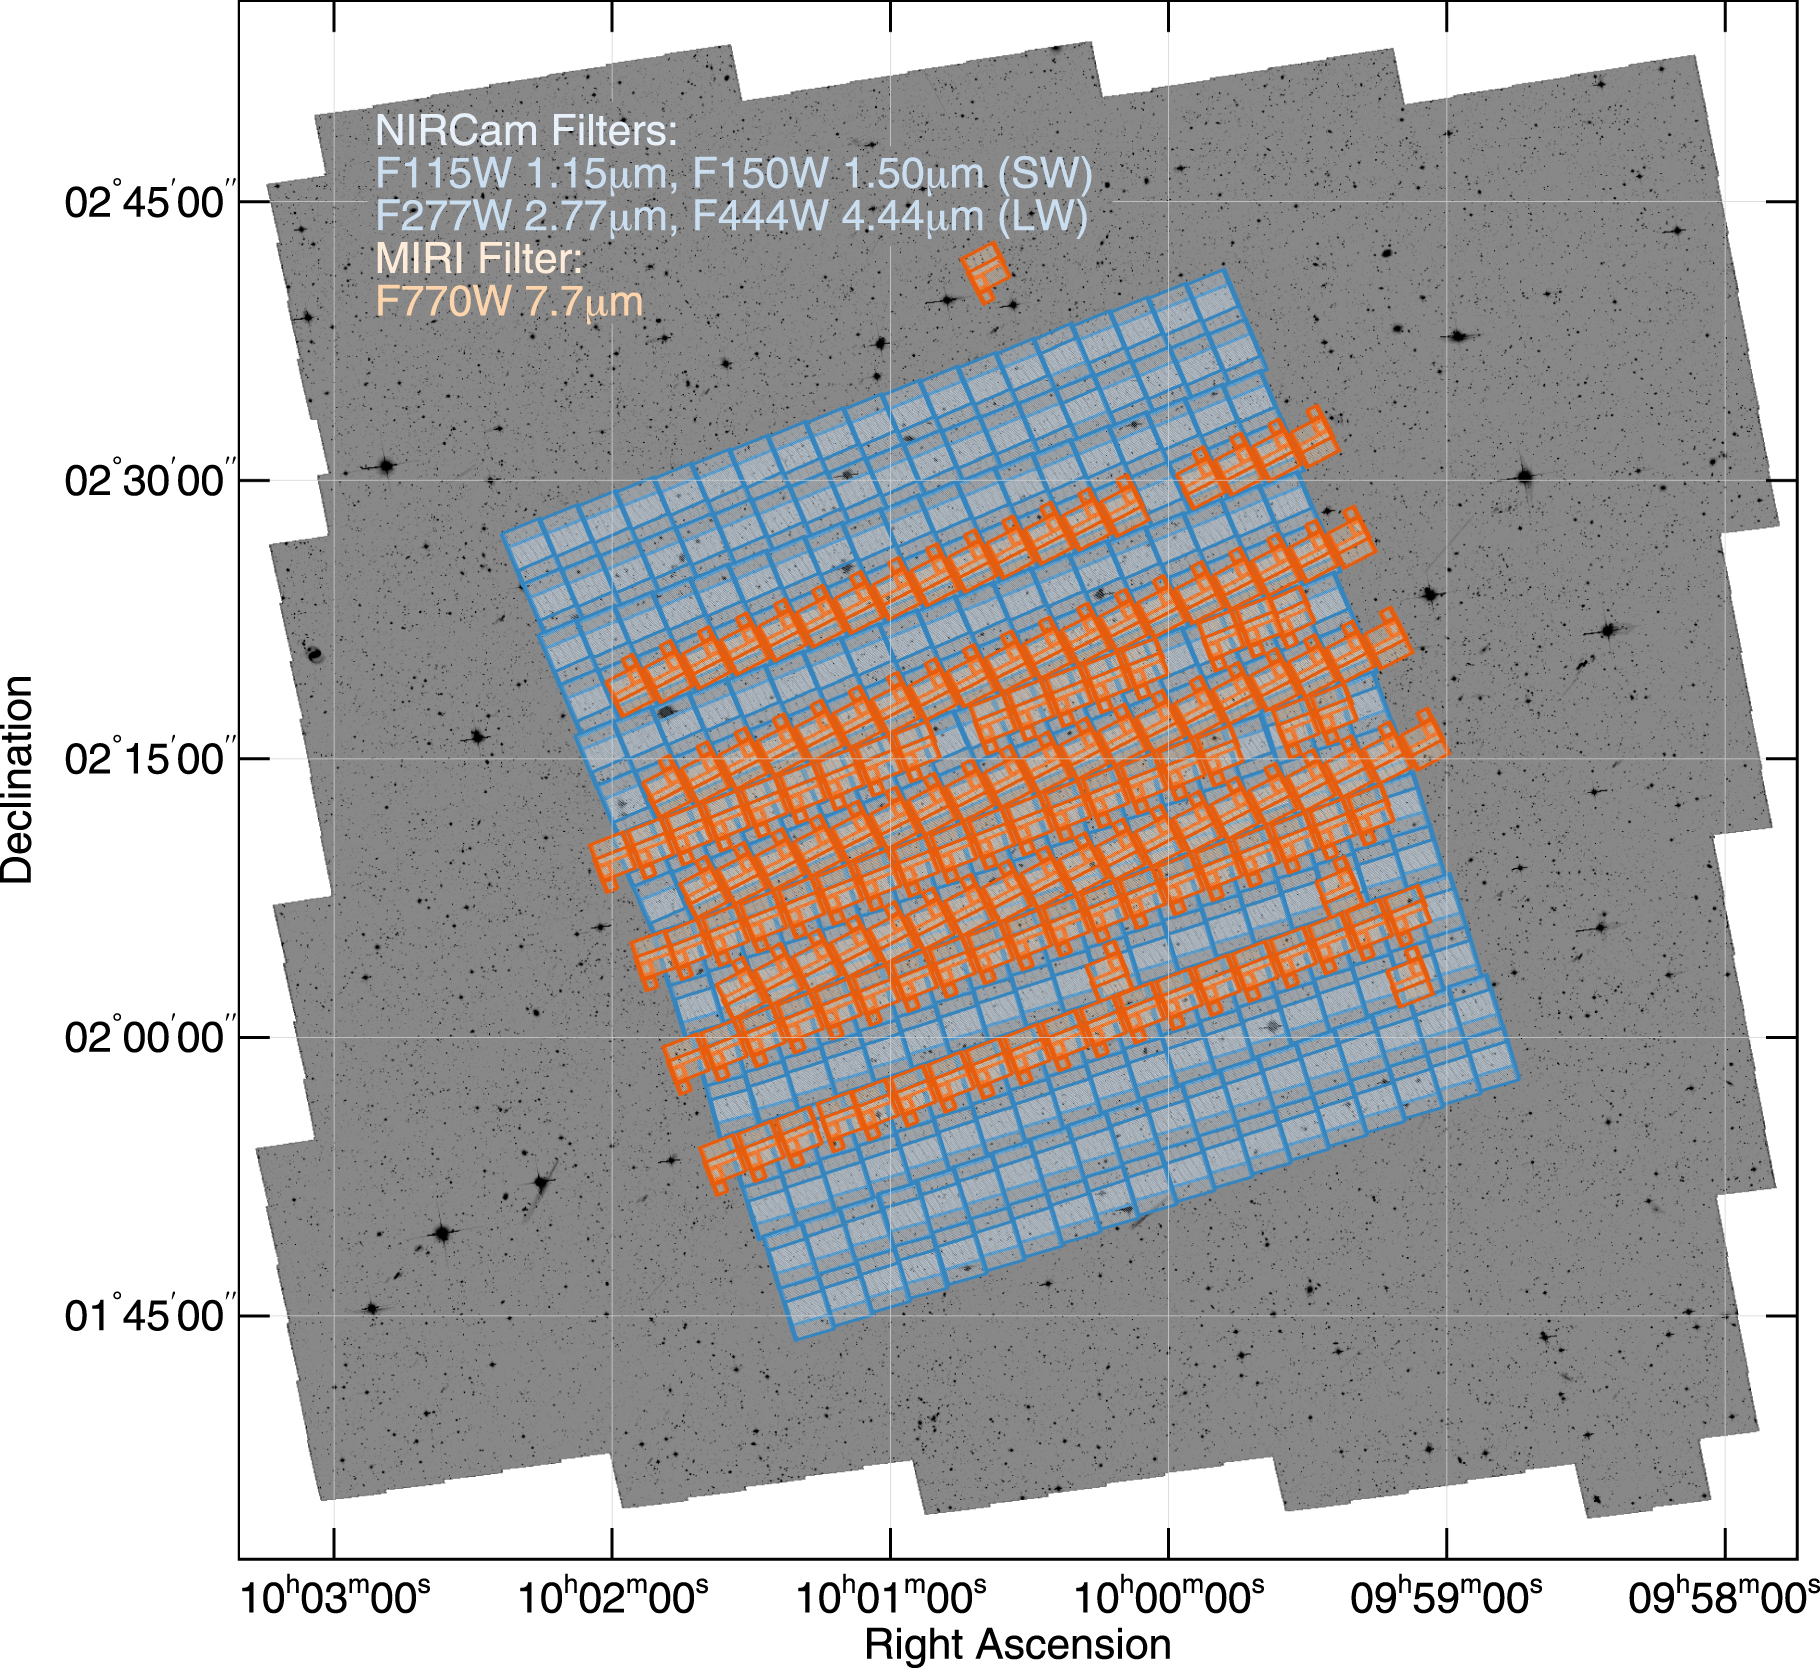 NIRCam Filters:
F115W 1.15μm, F150W 1.50μm (SW)
F277W 2.77μm, F444W 4.44μm (LW)
MIRI Filter:
F770W 7.7μm
02°45′00″
02°30′00″
02°15′00″
02°00′00″
01°45′00″
Declination
10h03m00s
10h02m00s
10h01m00s
10h00m00s
09h59m00s
09h58m00s
Right Ascension